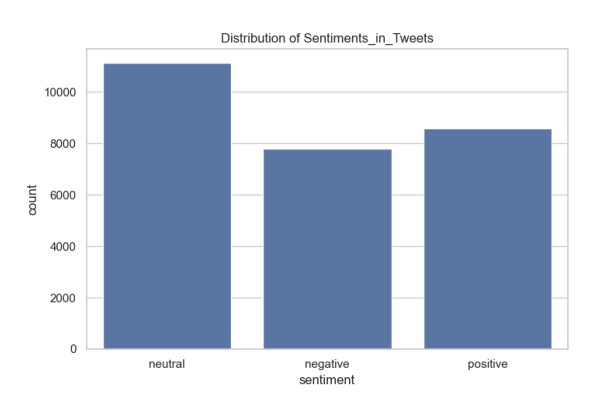 Distribution of Sentiments_in_Tweets
10000
8000
6000
4000
2000
0
count
neutral negative positive
sentiment